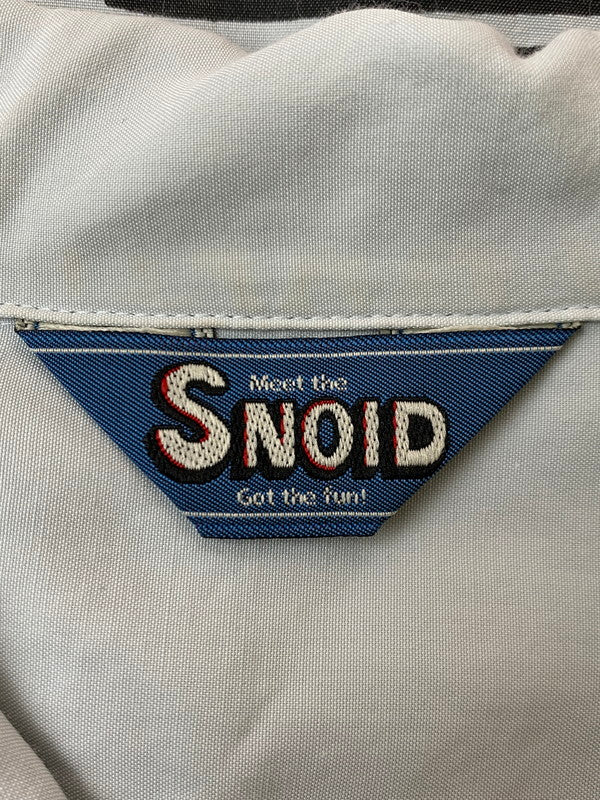 Meet the
SNOID
Got the fun!